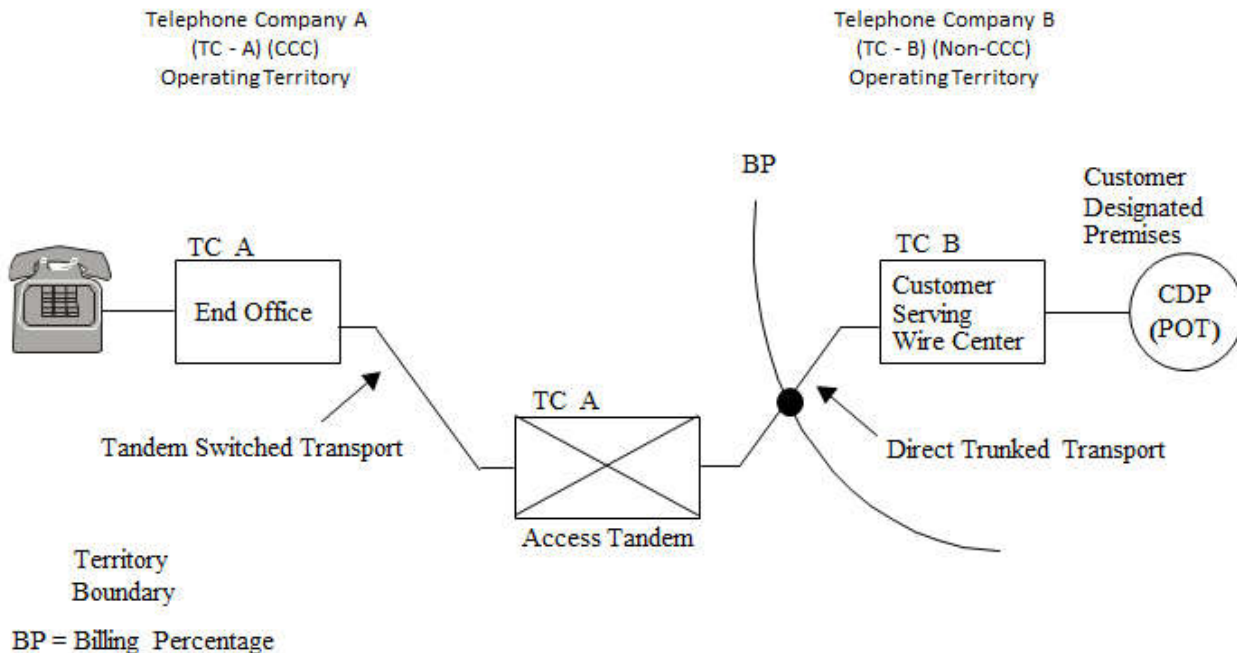 Telephone Company A
(TC - A) (CCC)
Operating Territory
Telephone Company B
(TC - B) (Non-CCC)
Operating Territory
BP
Customer
Designated
Premises
TC A
End Office
TC B
Customer
Serving
Wire Center
CDP
(POT)
TC A
Tandem Switched Transport
Direct Trunked Transport
Access Tandem
Territory
Boundary
BP = Billing Percentage